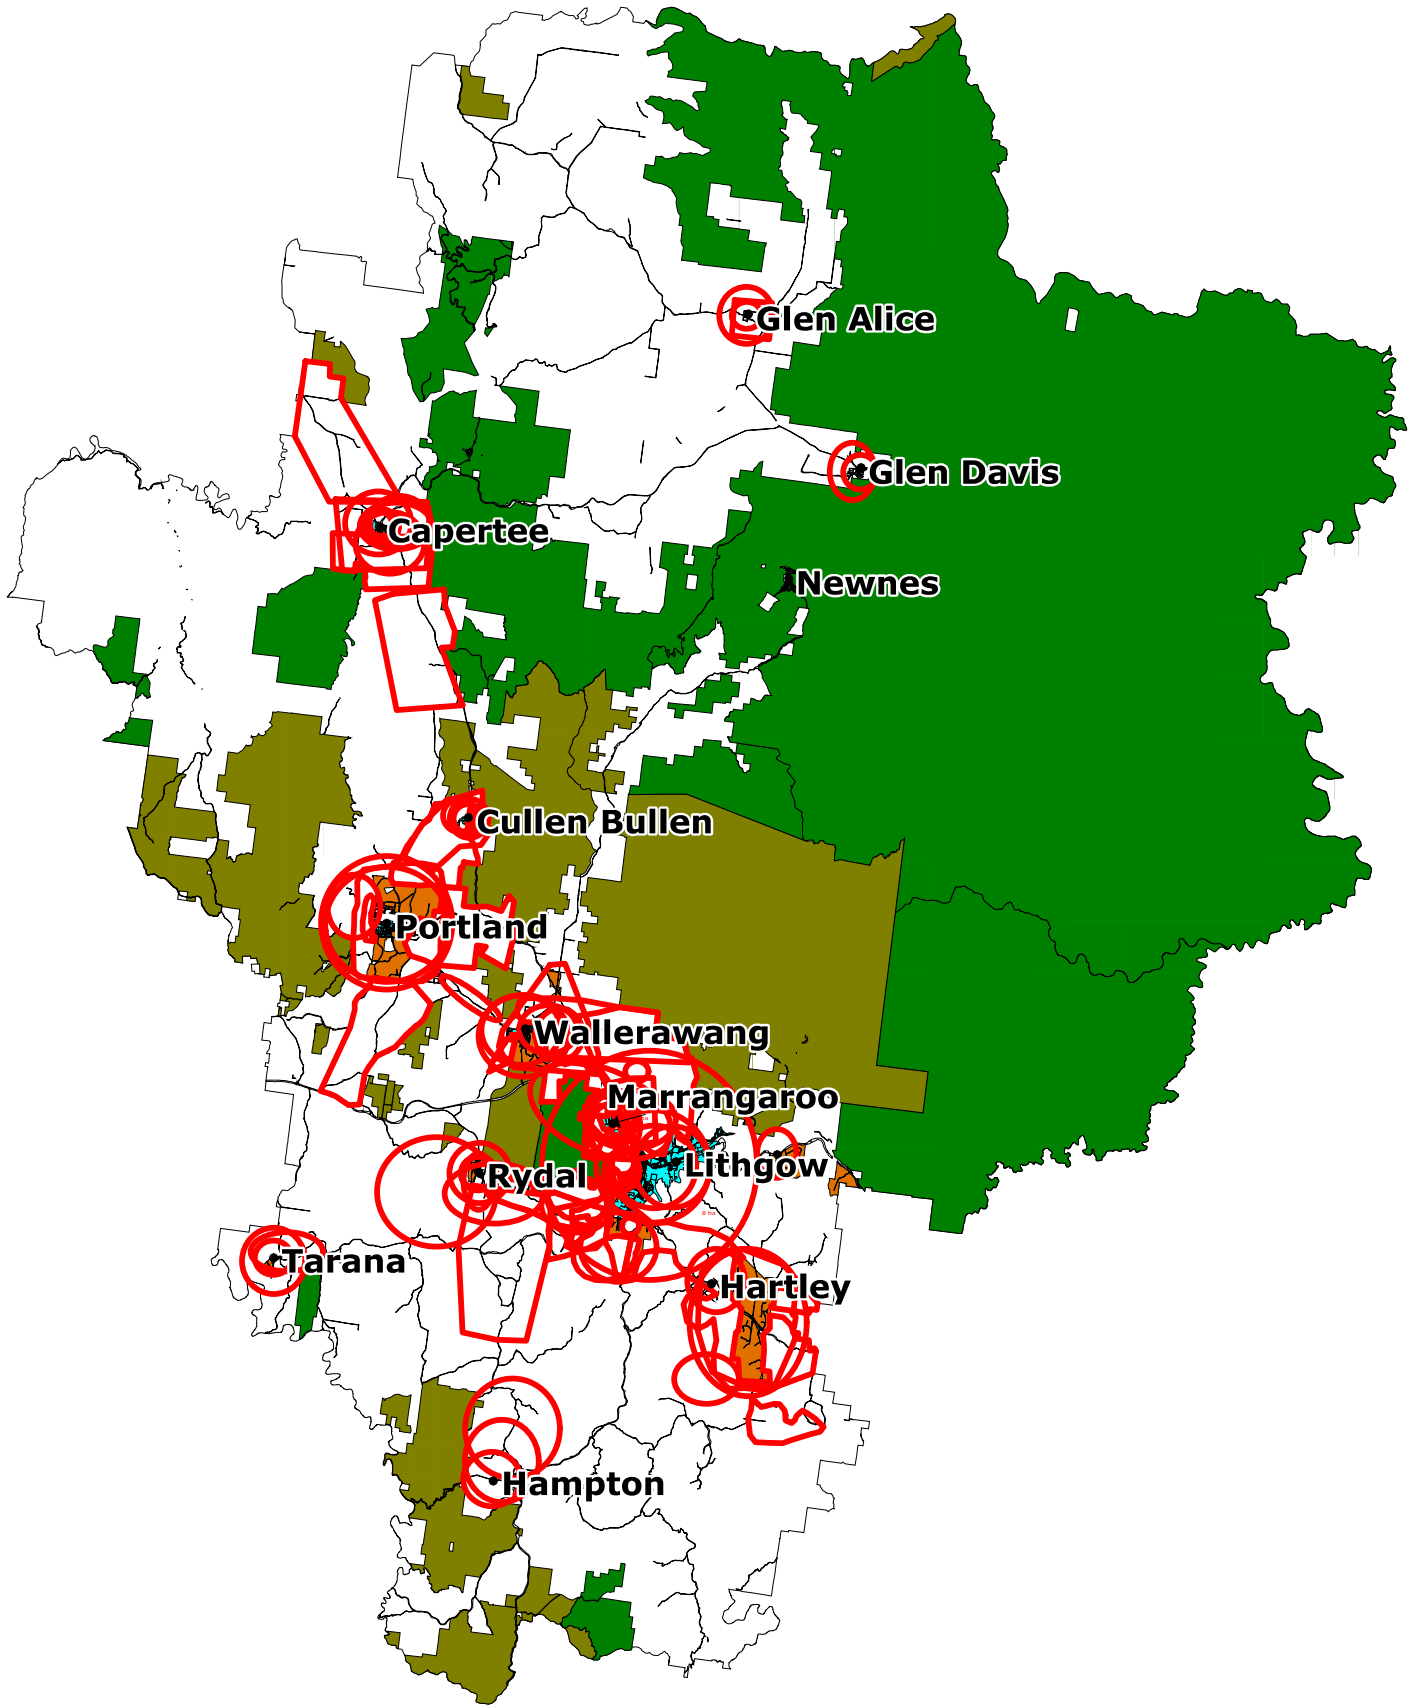 Glen Alice
Glen Davis
Capertee
Newnes
Cullen Bullen
Portland
Wallerawang
Marrangaroo
Lithgow
Rydal
Tarana
Hartley
Hampton